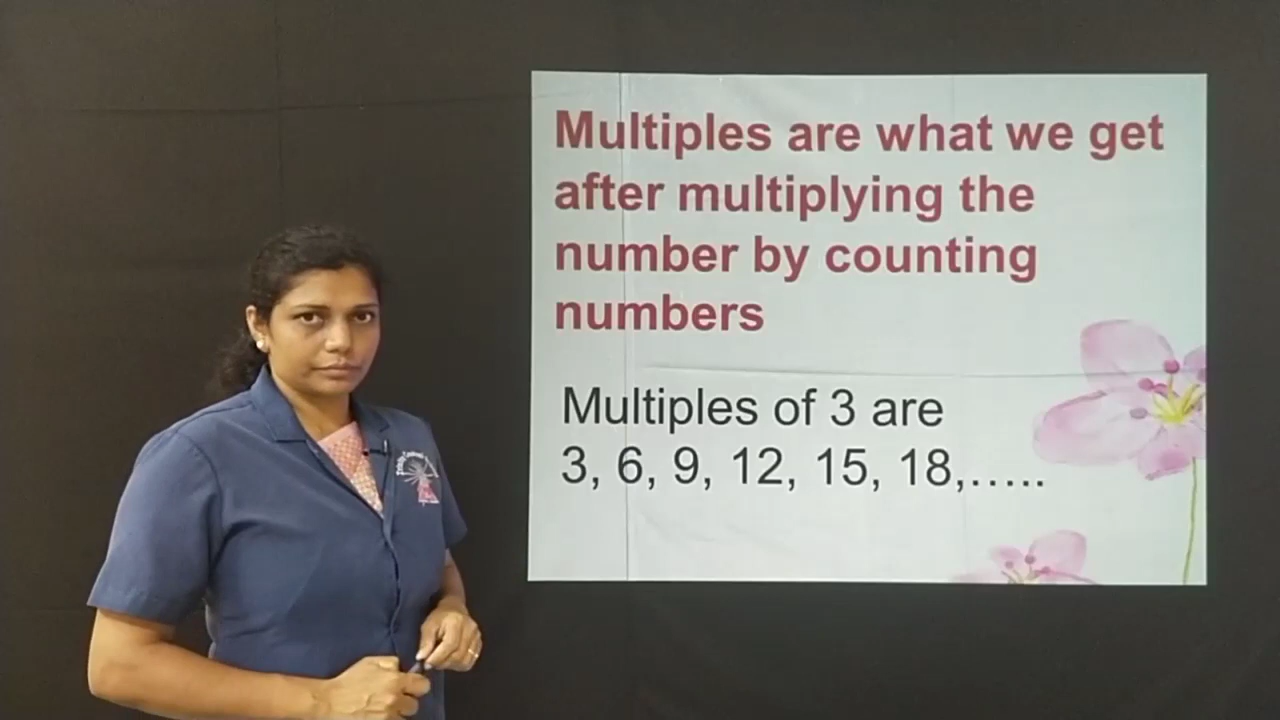 Multiples are what we get
after multiplying the
number by counting
numbers
Multiples of 3 are
3, 6, 9, 12, 15, 18,.....